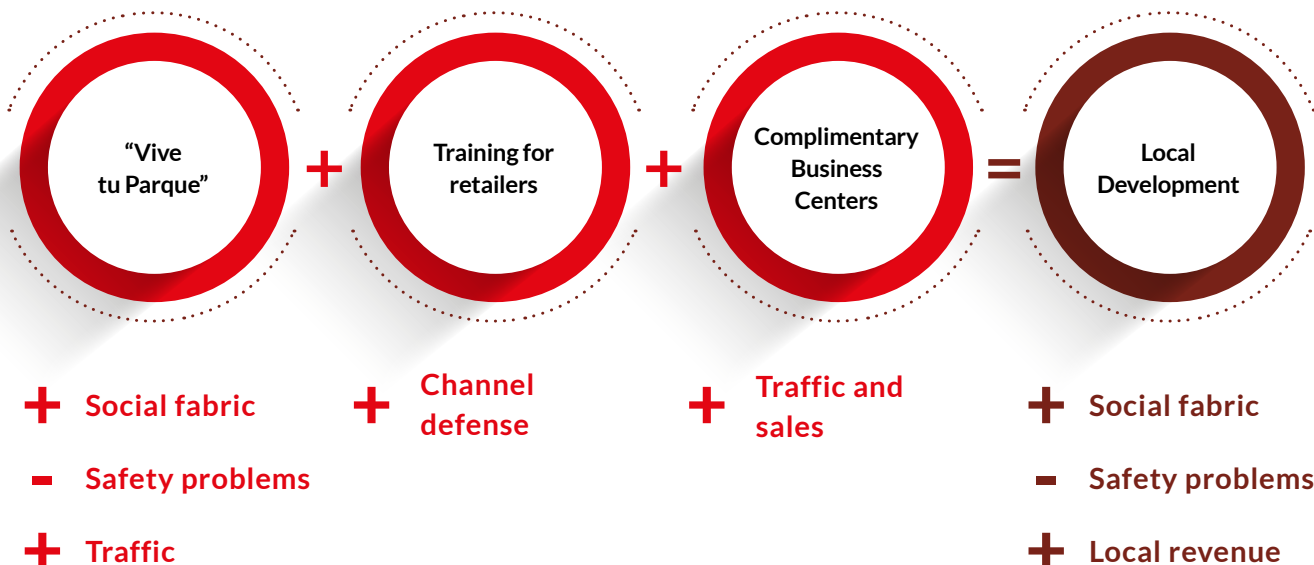 “Vive
tu Parque”
+
Training for
retailers
+
Complimentary
Business
Centers
=
Local
Development
+ Social fabric
- Safety problems
+ Traffic
+ Channel
defense
+ Traffic and
sales
+ Social fabric
- Safety problems
+ Local revenue